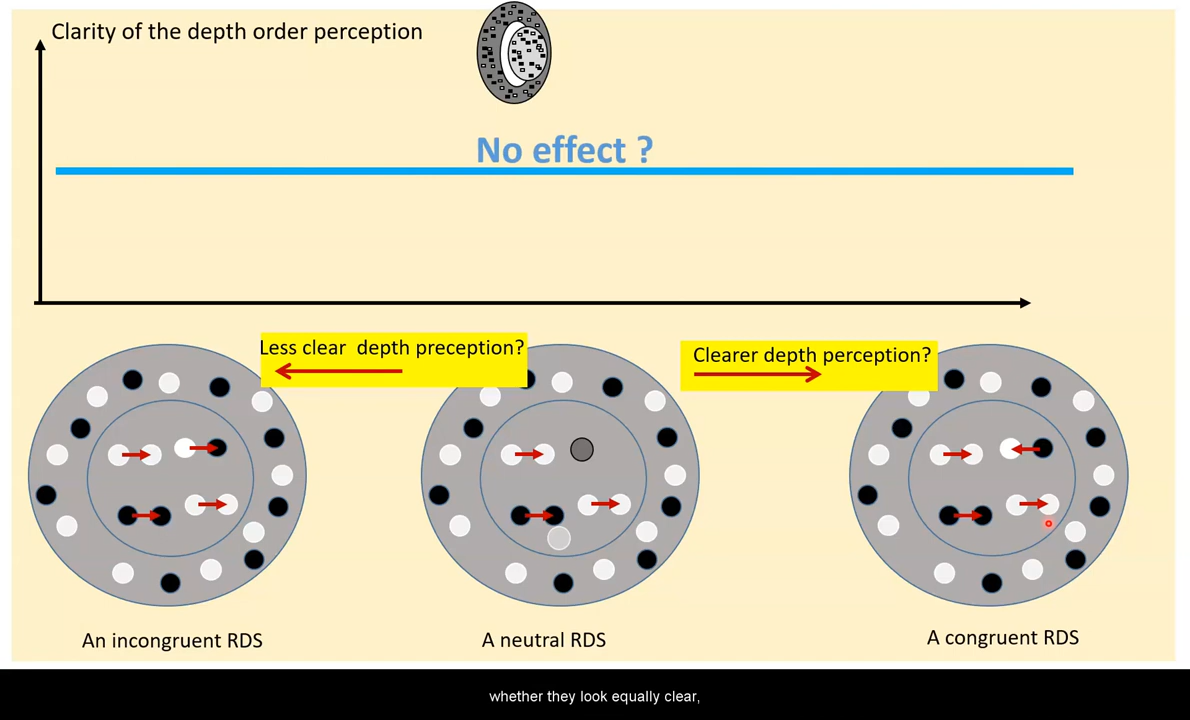 Clarity of the depth order perception
No effect ?
Less clear  depth preception?
Clearer depth perception?
An incongruent RDS
A neutral RDS
A congruent RDS
whether they look equally clear,